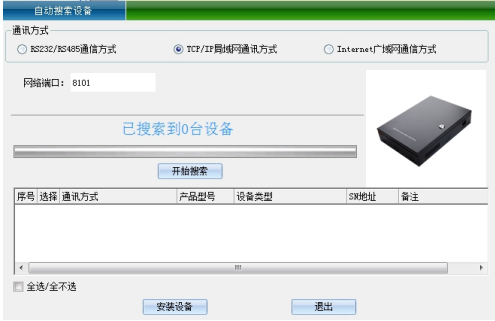 自动搜索设备
通讯方式
RS232/RS485通信方式 TCP/IP局域网通讯方式 Internet广域网通信方式
网络端口: 8101
已搜索到0台设备
开始搜索
序号 选择 通讯方式 产品型号 设备类型 SN地址 备注
全选/全不选
安装设备 退出